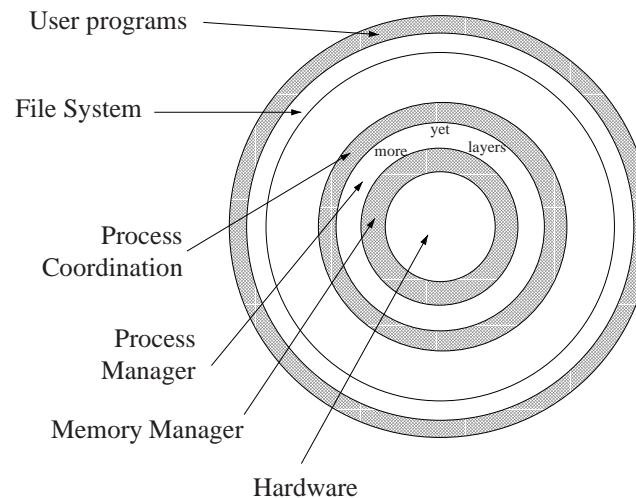 User programs
File System
yet
more layers
Process
Coordination
Process
Manager
Memory Manager
Hardware